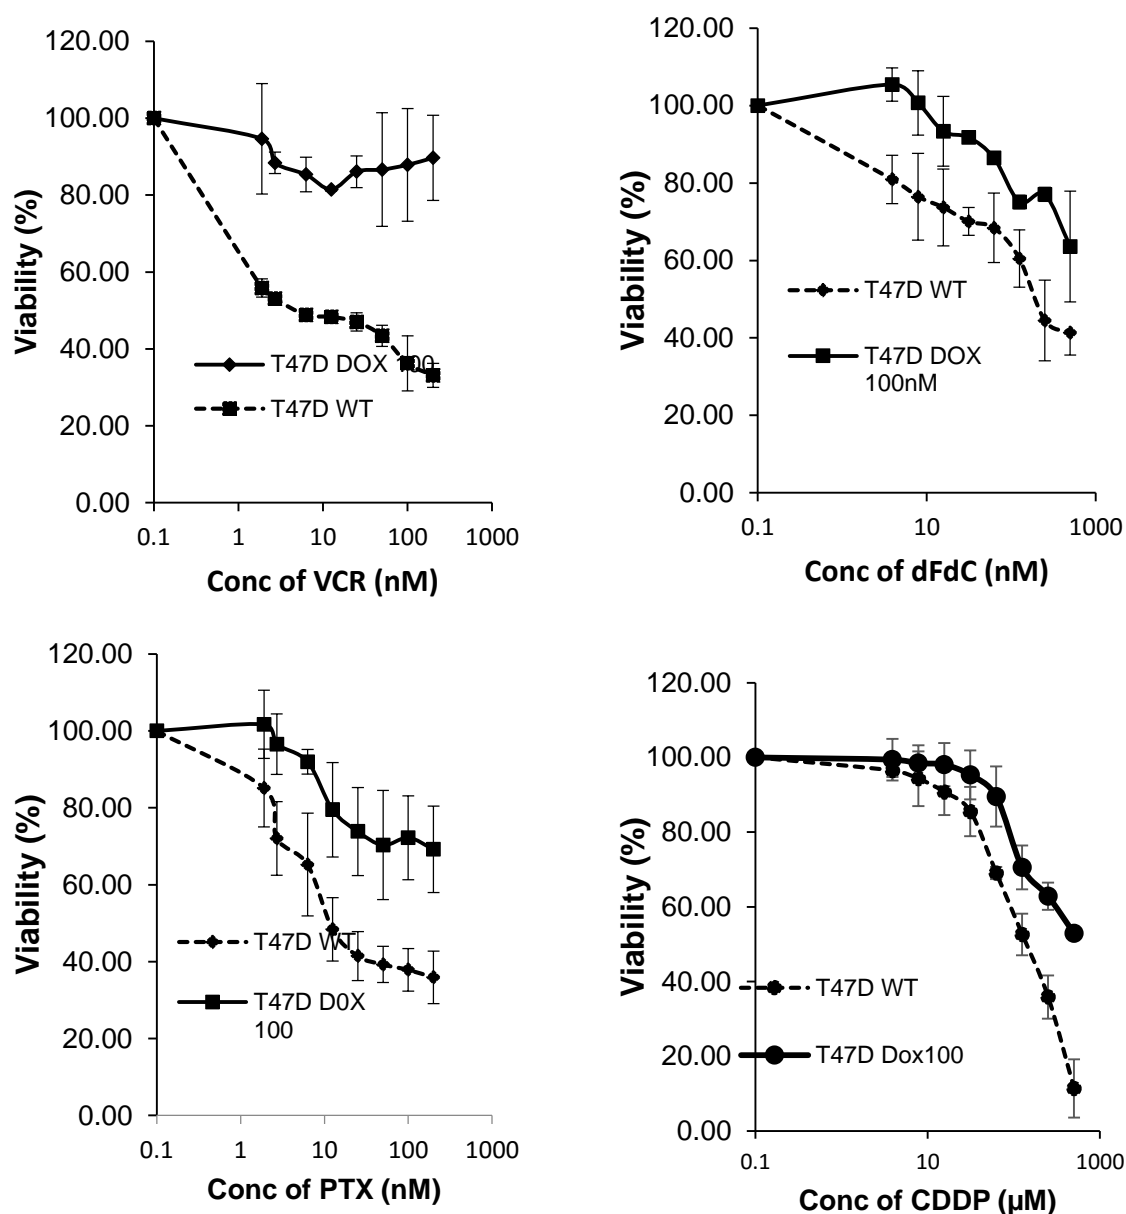 120.00
100.00
80.00
60.00
40.00
20.00
0.00
Viability (%)
T47D DOX 100
T47D WT
0.1 1 10 100 1000
Conc of VCR (nM)
120.00
100.00
80.00
60.00
40.00
20.00
0.00
Viability (%)
T47D WT
T47D DOX
100nM
0.1 10 1000
Conc of dFdC (nM)
120.00
100.00
80.00
60.00
40.00
20.00
0.00
Viability (%)
T47D WT
T47D D0X
100
0.1 1 10 100 1000
Conc of PTX (nM)
120.00
100.00
80.00
60.00
40.00
20.00
0.00
Viability (%)
T47D WT
T47D Dox100
0.1 10 1000
Conc of CDDP (µM)